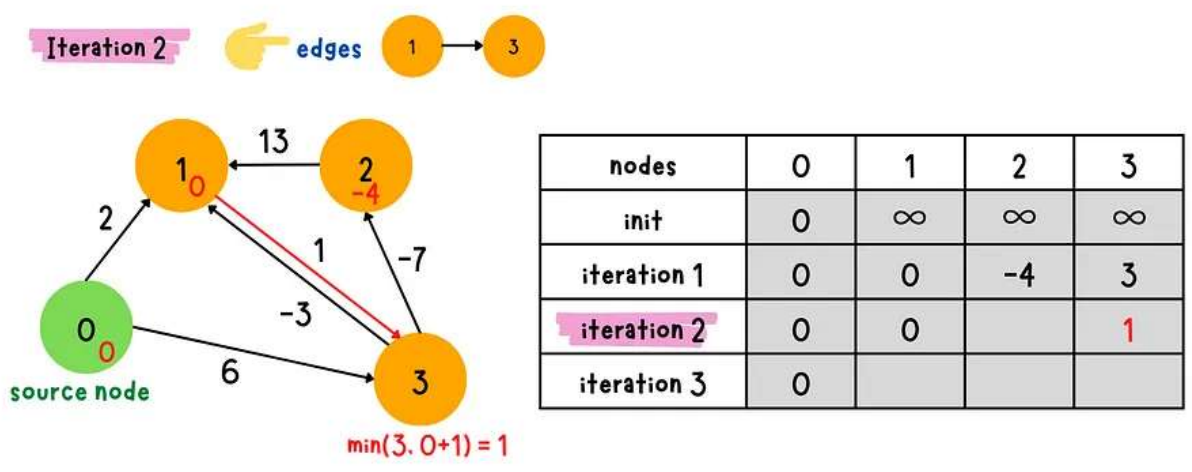 Iteration 2 edges 1 3
13
1 0 2 -4
2 1 -7
-3
0 0
6 3
source node
min(3, 0+1) = 1
nodes 0 1 2 3
init 0 ∞ ∞ ∞
iteration 1 0 0 -4 3
iteration 2 0 0 1
iteration 3 0